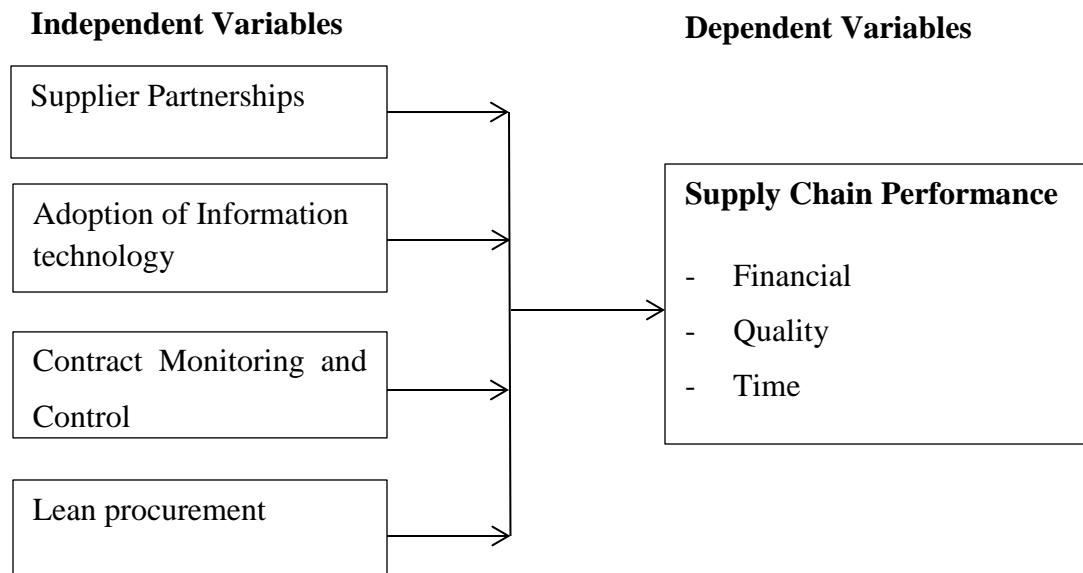 Independent Variables
Dependent Variables
Supplier Partnerships
Adoption of Information
technology
Contract Monitoring and
Control
Lean procurement
Supply Chain Performance
- Financial
- Quality
- Time